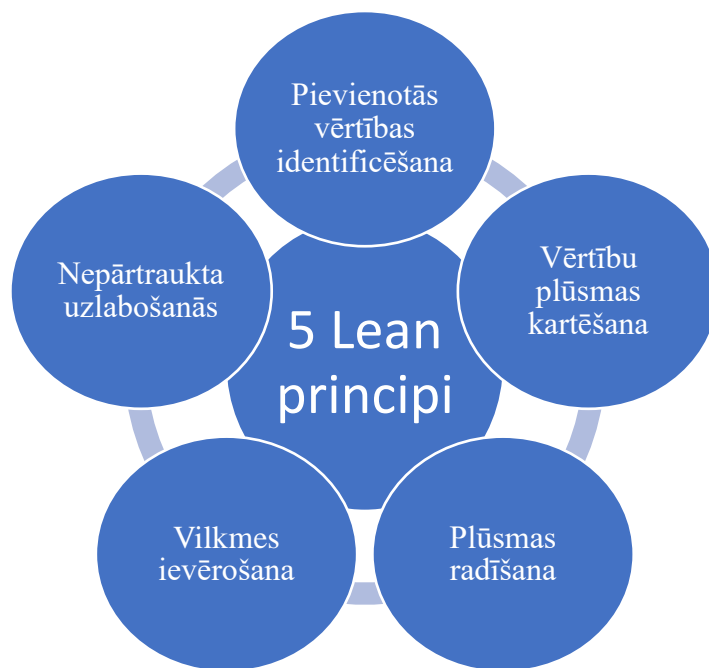 Pievienotās
vērtības
identificēšana
Vērtību
plūsmas
kartēšana
Plūsmas
radīšana
Vilkmes
ievērošana
Nepārtraukta
uzlabošanās
5 Lean
principi